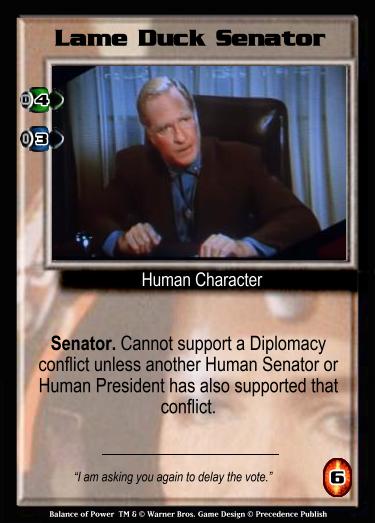 Lame Duck Senator
4
3
Human Character
Senator. Cannot support a Diplomacy
conflict unless another Human Senator or
Human President has also supported that
conflict.
“I am asking you again to delay the vote.”
6
Balance of Power TM & © Warner Bros. Game Design © Precedence Publish